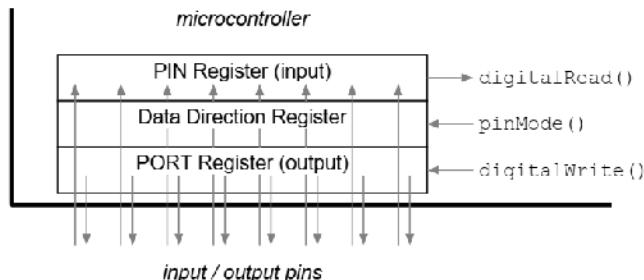 microcontroller
PIN Register (input)
digitalRead()
Data Direction Register
pinMode()
PORT Register (output)
digitalWrite()
input / output pins